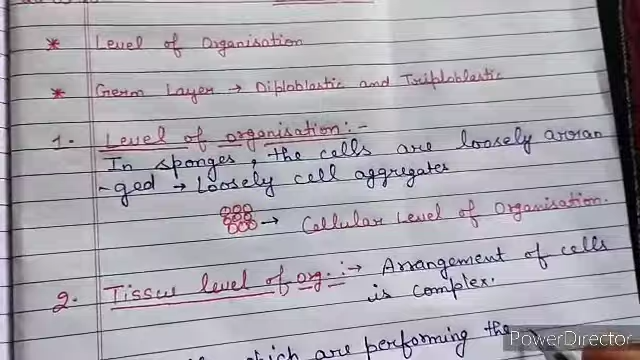 * Level of Organisation
* Germ Layer → Diploblastic and Triploblastic
1. Level of organisation:-
In sponges, the cells are loosely arran
-ged → Loosely cell aggregates
→ Cellular Level of Organisation.
2. Tissue level of org.:→ Arrangement of cells
is complex.
which are performing the
PowerDirector